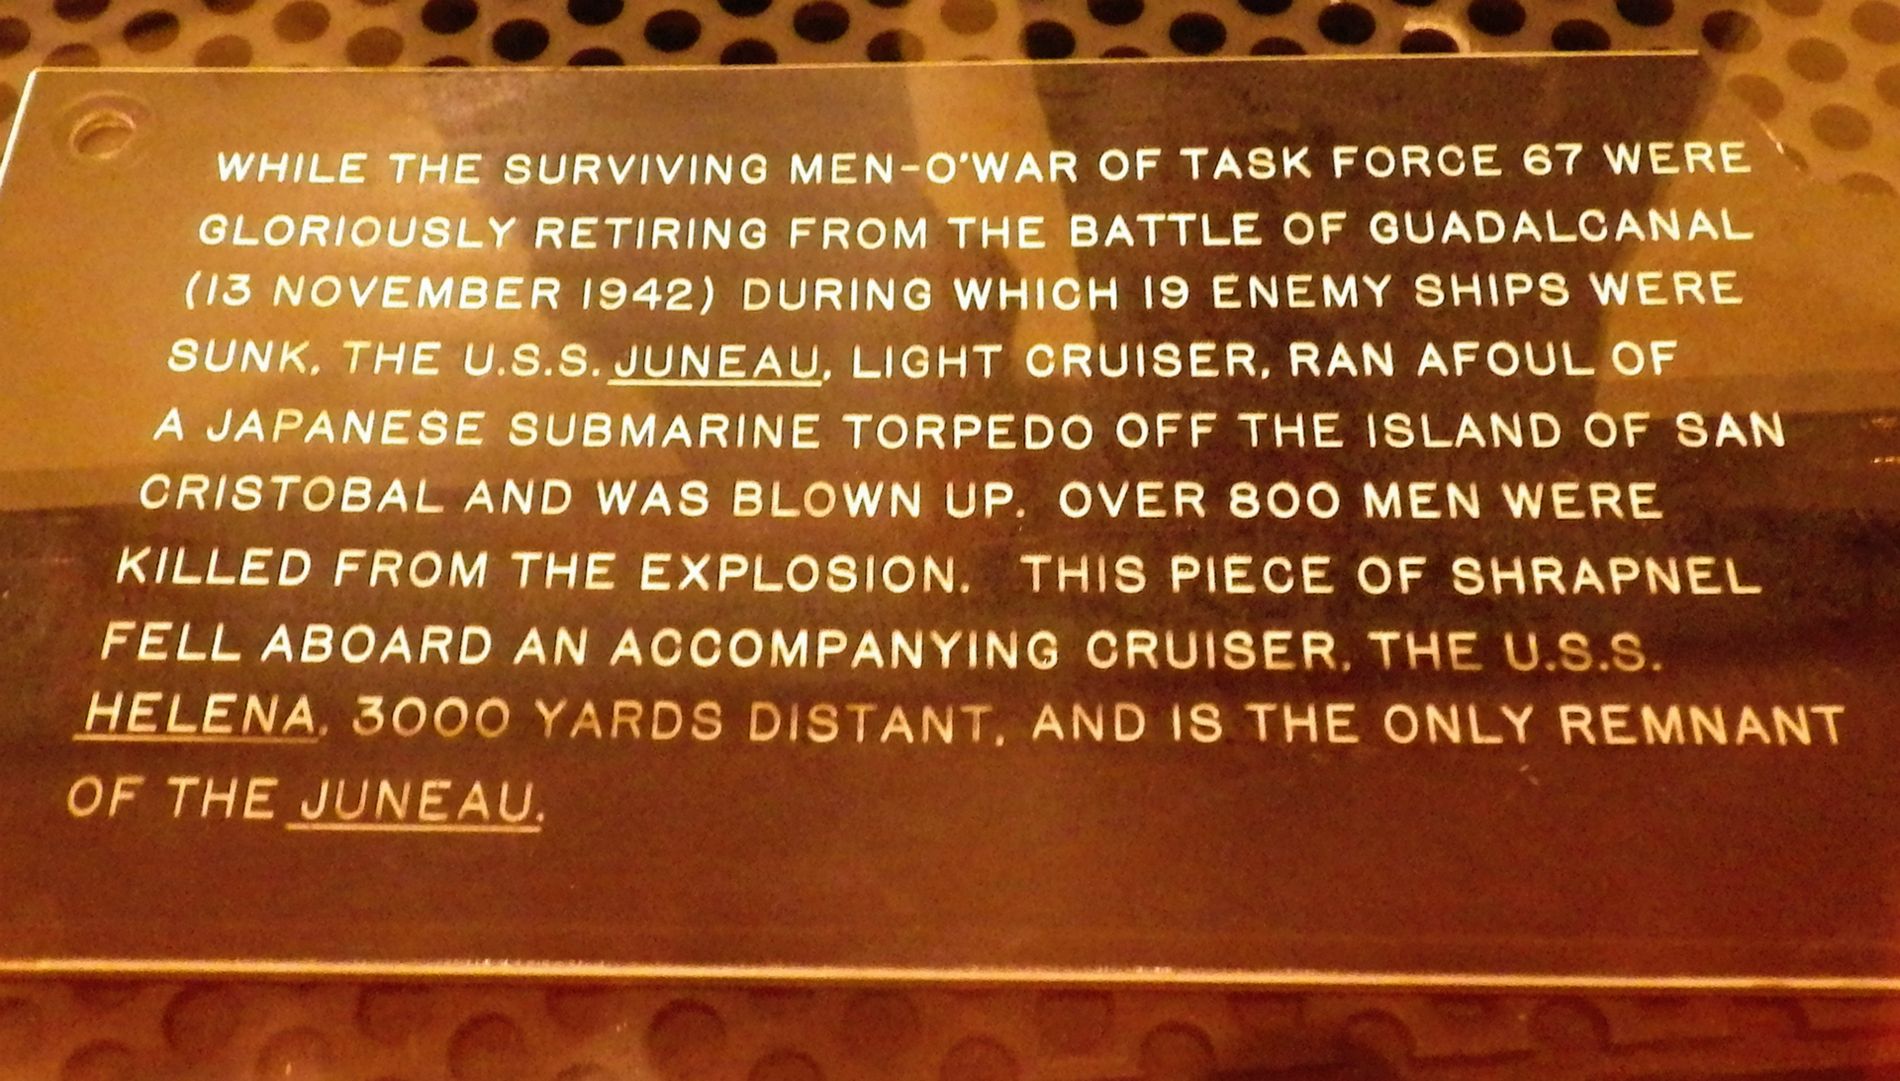 WHILE THE SURVIVING MEN-O'WAR OF TASK FORCE 67 WERE
GLORIOUSLY RETIRING FROM THE BATTLE OF GUADALCANAL
(13 NOVEMBER 1942) DURING WHICH 19 ENEMY SHIPS WERE
SUNK, THE U.S.S. JUNEAU, LIGHT CRUISER, RAN AFOUL OF
A JAPANESE SUBMARINE TORPEDO OFF THE ISLAND OF SAN
CRISTOBAL AND WAS BLOWN UP. OVER 800 MEN WERE
KILLED FROM THE EXPLOSION. THIS PIECE OF SHRAPNEL
FELL ABOARD AN ACCOMPANYING CRUISER, THE U.S.S.
HELENA, 3000 YARDS DISTANT, AND IS THE ONLY REMNANT
OF THE JUNEAU.